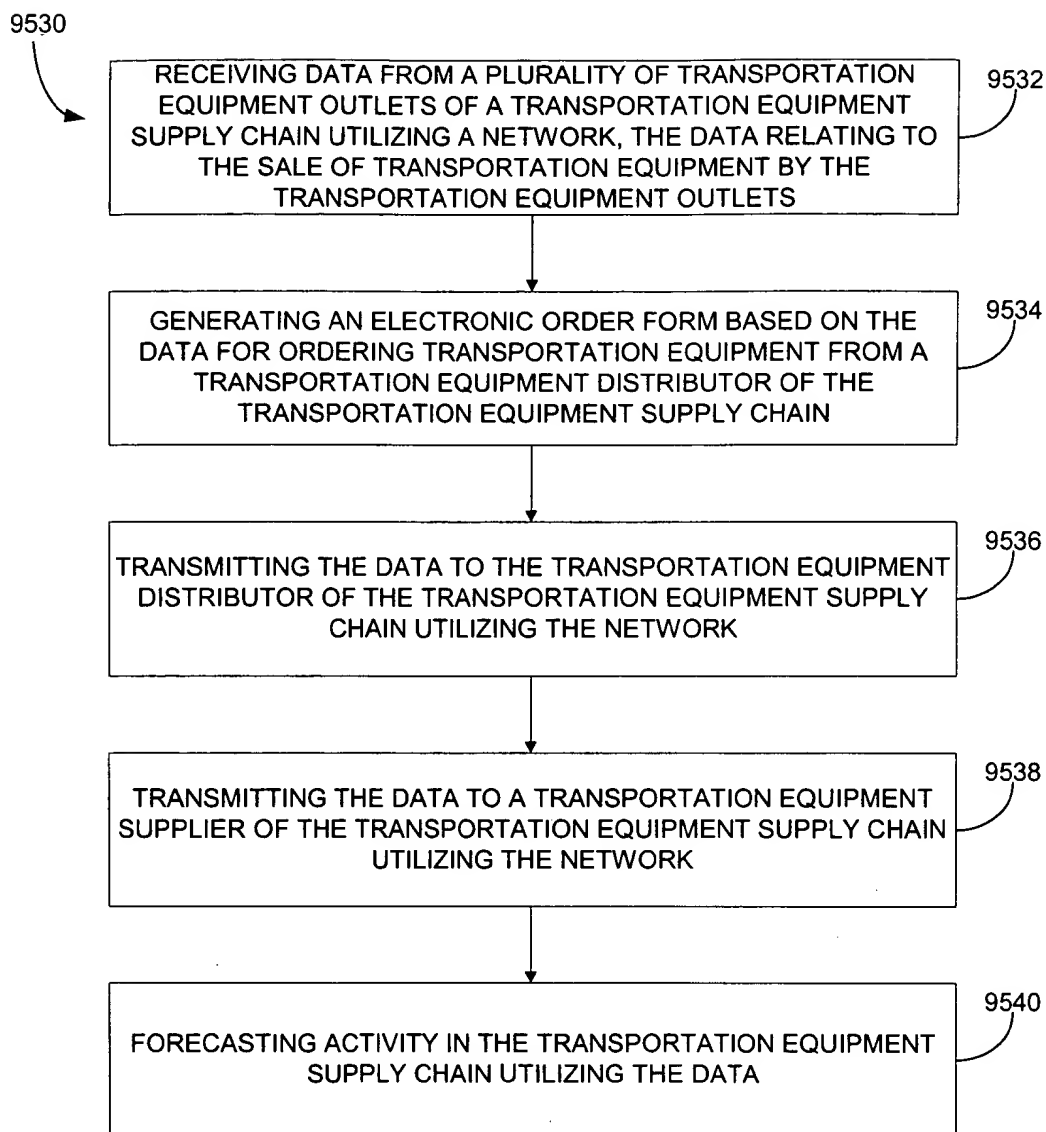 9530
RECEIVING DATA FROM A PLURALITY OF TRANSPORTATION
EQUIPMENT OUTLETS OF A TRANSPORTATION EQUIPMENT
SUPPLY CHAIN UTILIZING A NETWORK, THE DATA RELATING TO
THE SALE OF TRANSPORTATION EQUIPMENT BY THE
TRANSPORTATION EQUIPMENT OUTLETS
9532
GENERATING AN ELECTRONIC ORDER FORM BASED ON THE
DATA FOR ORDERING TRANSPORTATION EQUIPMENT FROM A
TRANSPORTATION EQUIPMENT DISTRIBUTOR OF THE
TRANSPORTATION EQUIPMENT SUPPLY CHAIN
9534
TRANSMITTING THE DATA TO THE TRANSPORTATION EQUIPMENT
DISTRIBUTOR OF THE TRANSPORTATION EQUIPMENT SUPPLY
CHAIN UTILIZING THE NETWORK
9536
TRANSMITTING THE DATA TO A TRANSPORTATION EQUIPMENT
SUPPLIER OF THE TRANSPORTATION EQUIPMENT SUPPLY CHAIN
UTILIZING THE NETWORK
9538
FORECASTING ACTIVITY IN THE TRANSPORTATION EQUIPMENT
SUPPLY CHAIN UTILIZING THE DATA
9540